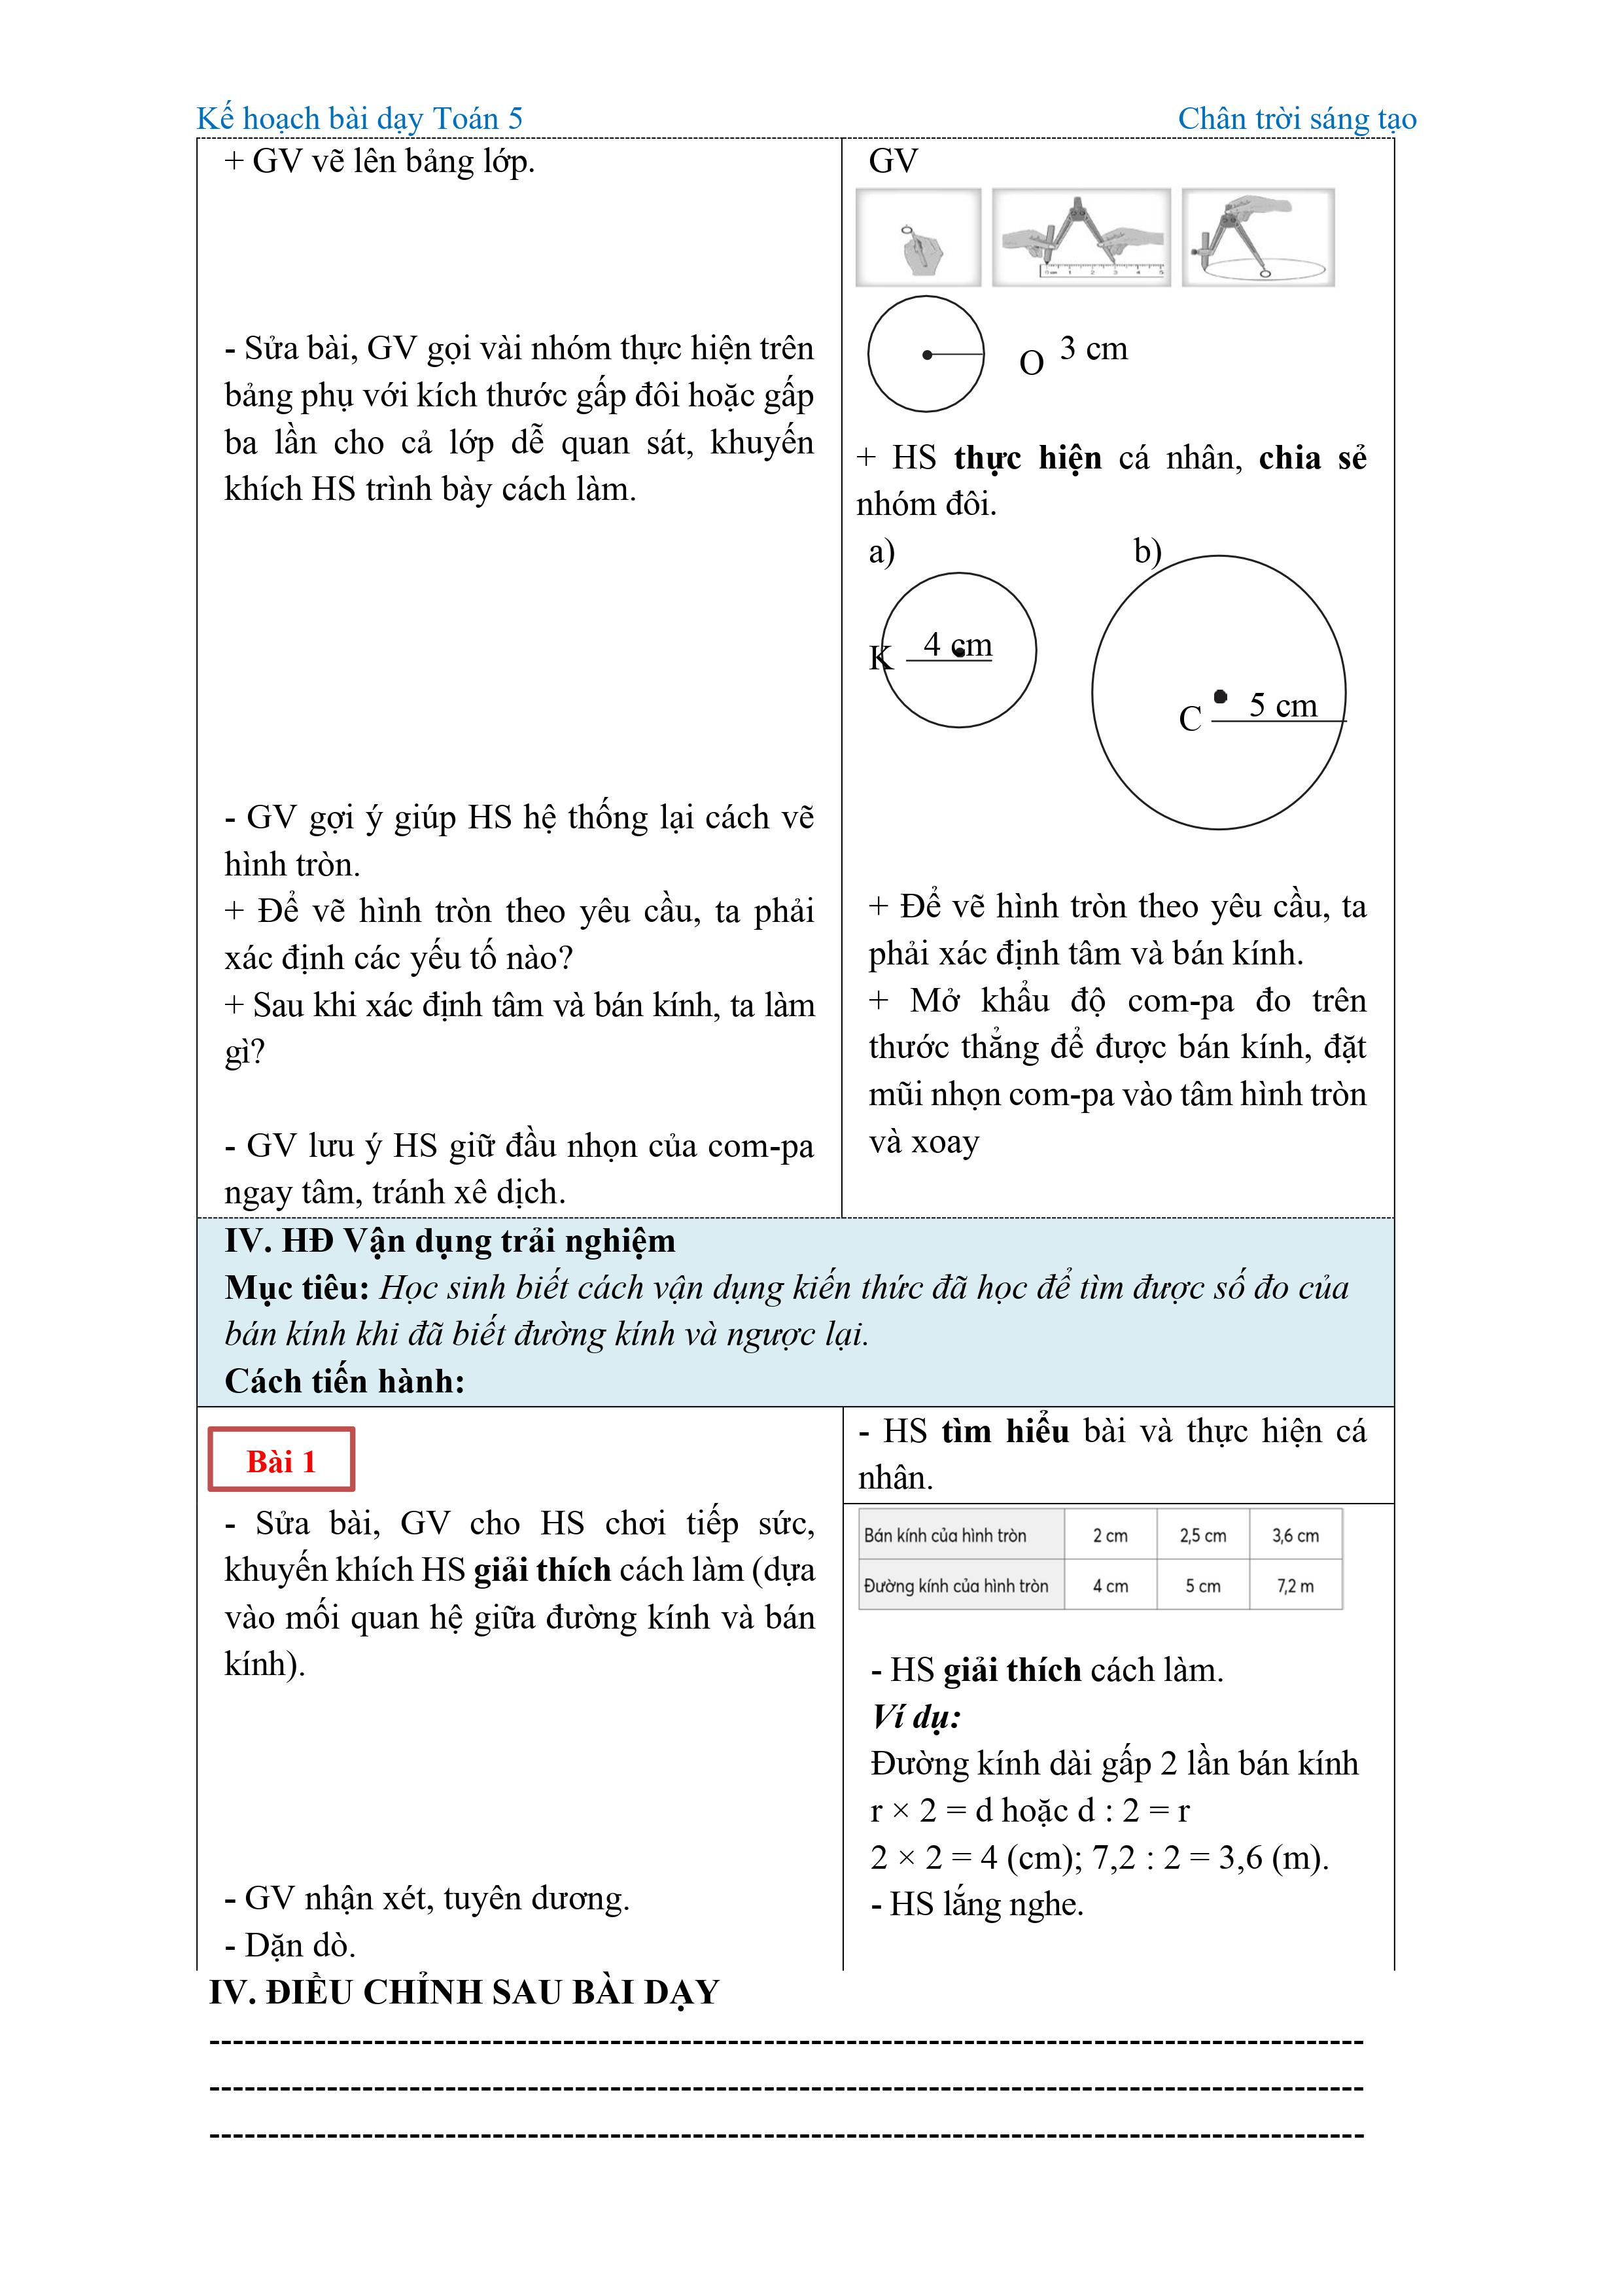 Kế hoạch bài dạy Toán 5
Chân trời sáng tạo
+ GV vẽ lên bảng lớp.
- Sửa bài, GV gọi vài nhóm thực hiện trên
bảng phụ với kích thước gấp đôi hoặc gấp
ba lần cho cả lớp dễ quan sát, khuyến
khích HS trình bày cách làm.
- GV gợi ý giúp HS hệ thống lại cách vẽ
hình tròn.
+ Để vẽ hình tròn theo yêu cầu, ta phải
xác định các yếu tố nào?
+ Sau khi xác định tâm và bán kính, ta làm
gì?
- GV lưu ý HS giữ đầu nhọn của com-pa
ngay tâm, tránh xê dịch.
GV
0 cm 1 2 3 4 5
O 3 cm
+ HS thực hiện cá nhân, chia sẻ
nhóm đôi.
a) b)
K 4 cm
C 5 cm
+ Để vẽ hình tròn theo yêu cầu, ta
phải xác định tâm và bán kính.
+ Mở khẩu độ com-pa đo trên
thước thẳng để được bán kính, đặt
mũi nhọn com-pa vào tâm hình tròn
và xoay
IV. HĐ Vận dụng trải nghiệm
Mục tiêu: Học sinh biết cách vận dụng kiến thức đã học để tìm được số đo của
bán kính khi đã biết đường kính và ngược lại.
Cách tiến hành:
Bài 1
- Sửa bài, GV cho HS chơi tiếp sức,
khuyến khích HS giải thích cách làm (dựa
vào mối quan hệ giữa đường kính và bán
kính).
- GV nhận xét, tuyên dương.
- Dặn dò.
- HS tìm hiểu bài và thực hiện cá
nhân.
Bán kính của hình tròn 2 cm 2,5 cm 3,6 cm
Đường kính của hình tròn 4 cm 5 cm 7,2 m
- HS giải thích cách làm.
Ví dụ:
Đường kính dài gấp 2 lần bán kính
r × 2 = d hoặc d : 2 = r
2 × 2 = 4 (cm); 7,2 : 2 = 3,6 (m).
- HS lắng nghe.
IV. ĐIỀU CHỈNH SAU BÀI DẠY